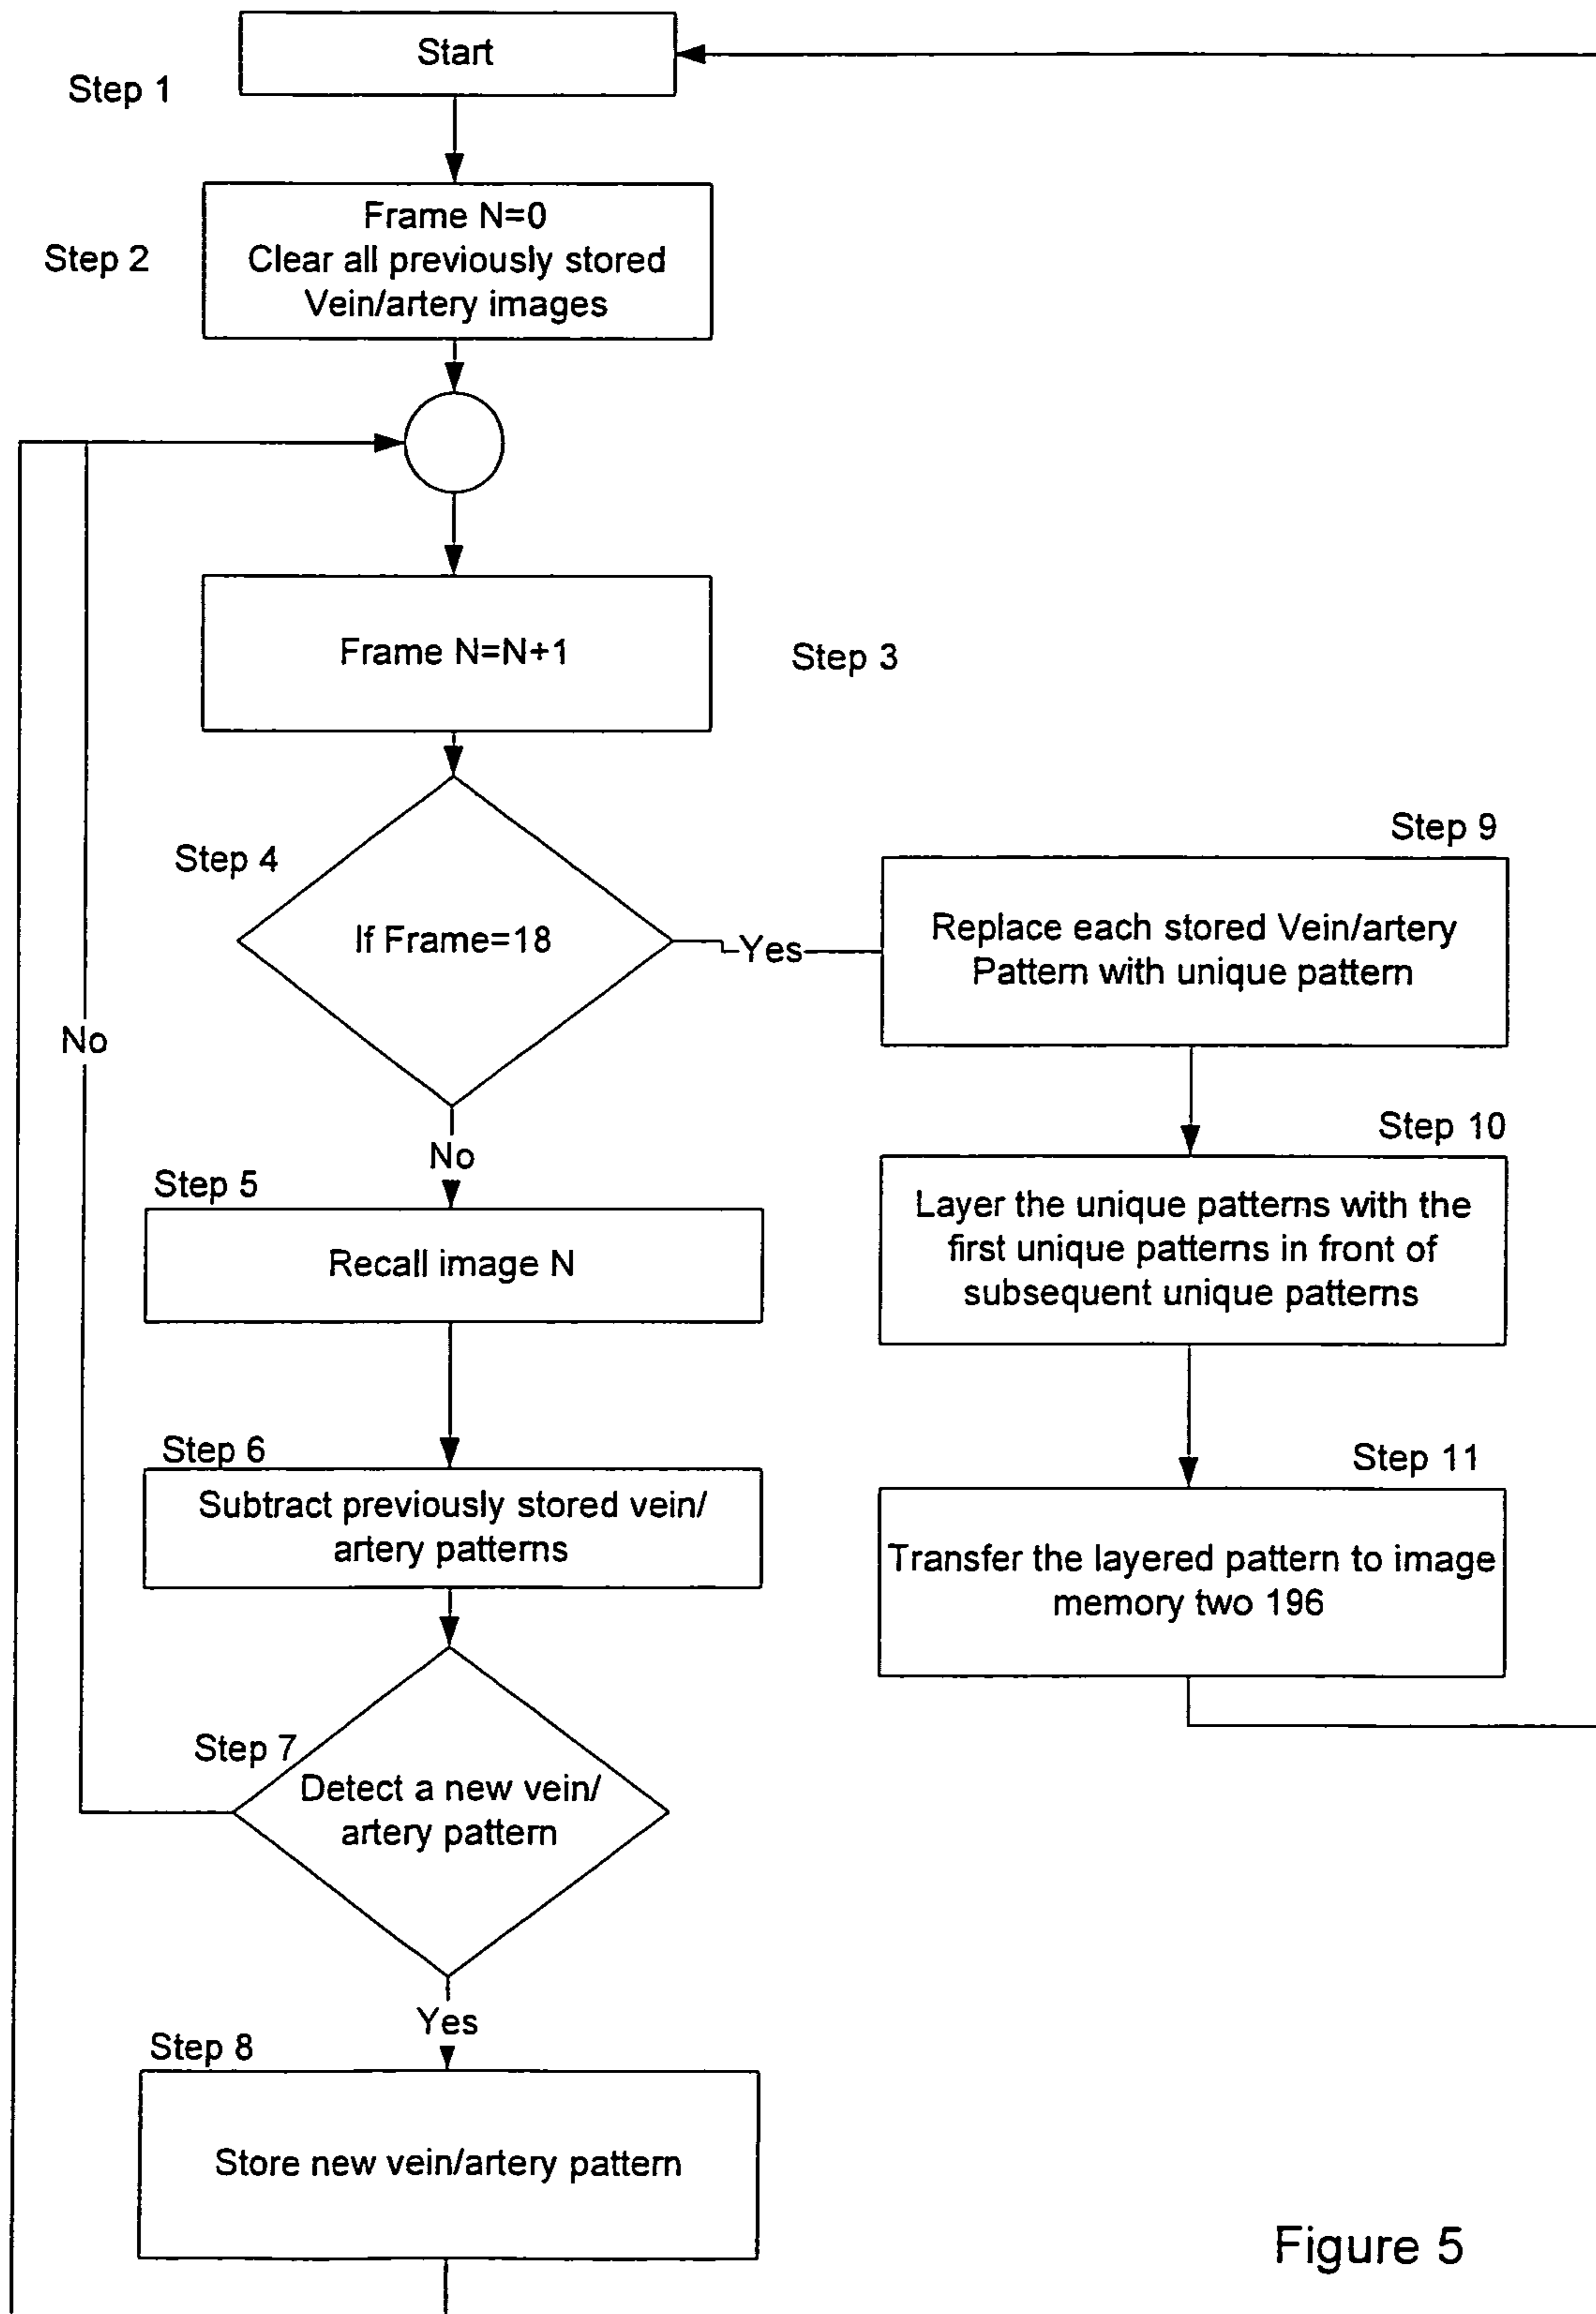 Start
Step 1
Frame N=0
Clear all previously stored
Vein/artery images
Step 2
Frame N=N+1
Step 3
Step 4
If Frame=18
Yes
No
No
Step 9
Replace each stored Vein/artery
Pattern with unique pattern
Step 10
Layer the unique patterns with the
first unique patterns in front of
subsequent unique patterns
Step 5
Recall image N
Step 11
Transfer the layered pattern to image
memory two 196
Step 6
Subtract previously stored vein/
artery patterns
Step 7
Detect a new vein/
artery pattern
Yes
Step 8
Store new vein/artery pattern
Figure 5